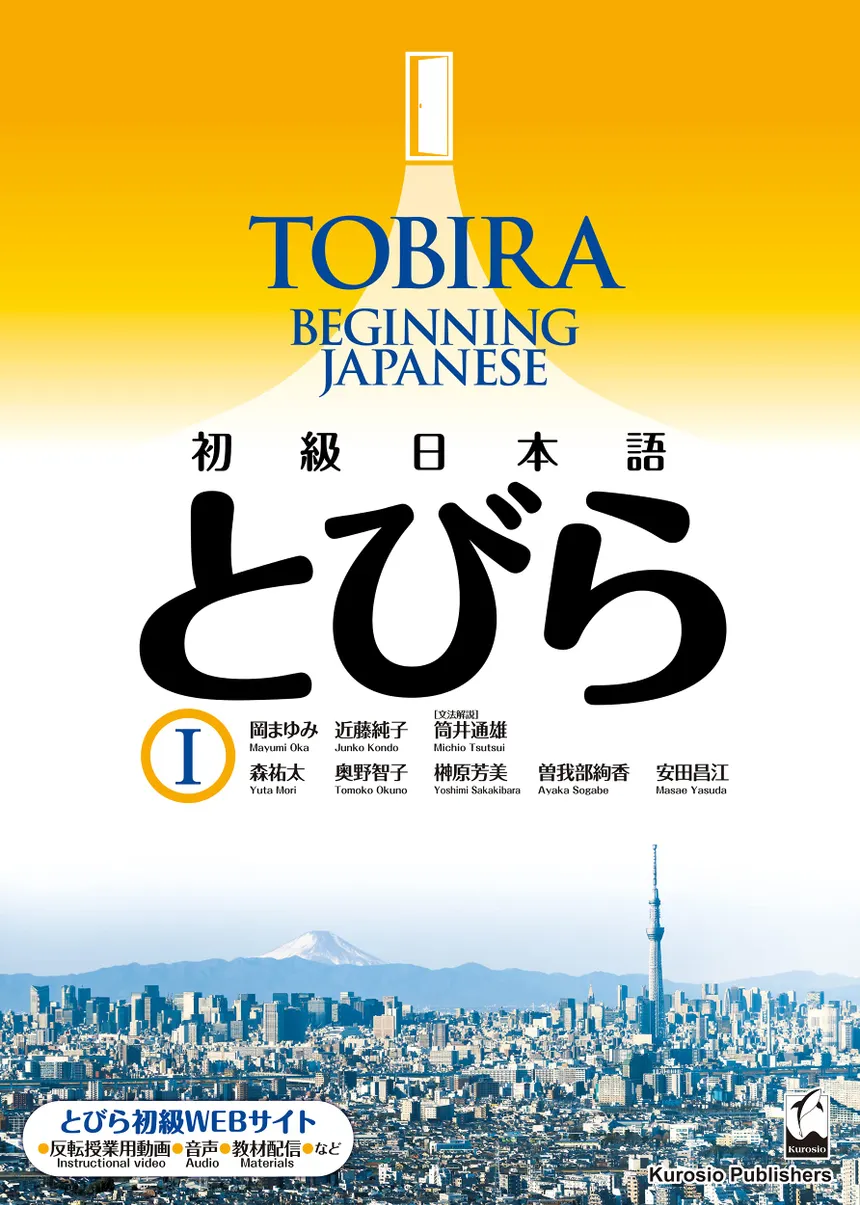 TOBIRA
BEGINNING
JAPANESE
初級日本語
とびら
I
岡まゆみ 近藤純子 [文法解説] 筒井通雄
Mayumi Oka Junko Kondo Michio Tsutsui
森祐太 奥野智子 榊原芳美 曽我部絢香 安田昌江
Yuta Mori Tomoko Okuno Yoshimi Sakakibara Ayaka Sogabe Masae Yasuda
とびら初級WEBサイト
●反転授業用動画●音声●教材配信●など
Instructional video Audio Materials
Kurosio
Kurosio Publishers